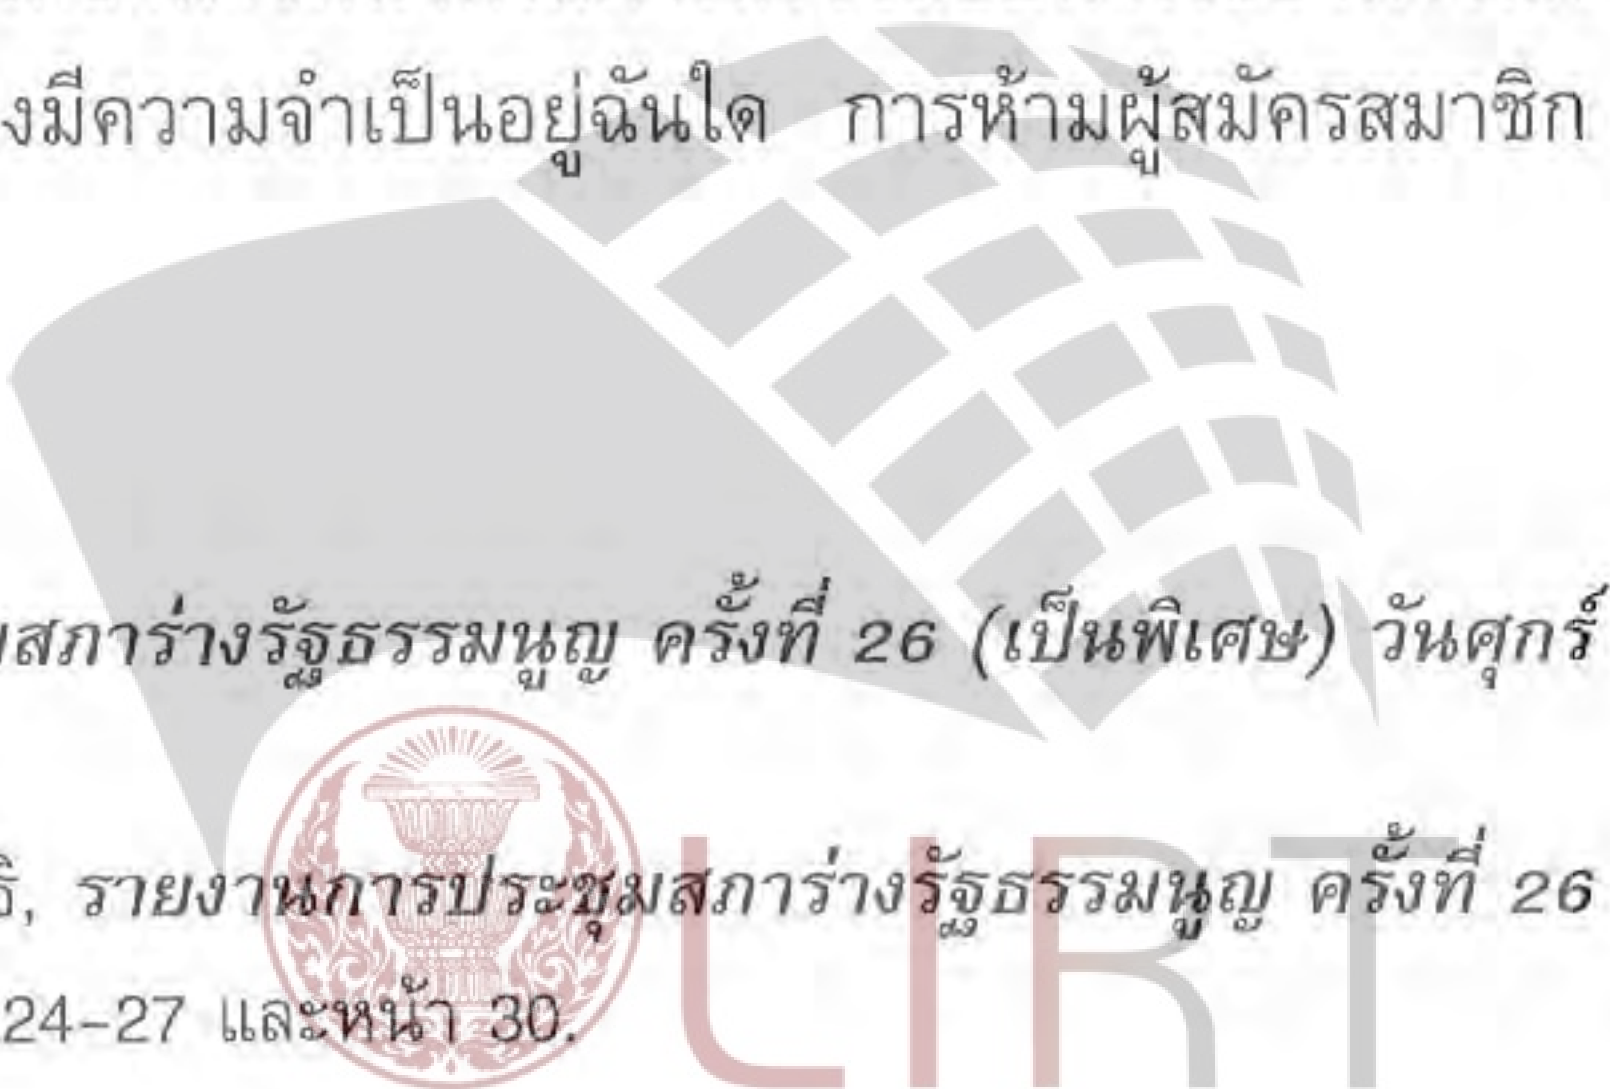 งมีความจำเป็นอยู่ฉันใด การห้ามผู้สมัครสมาชิก
สภาร่างรัฐธรรมนูญ ครั้งที่ 26 (เป็นพิเศษ) วันศุกร์
ธิ, รายงานการประชุมสภาร่างรัฐธรรมนูญ ครั้งที่ 26
24-27 และหน้า 30.
LIRT